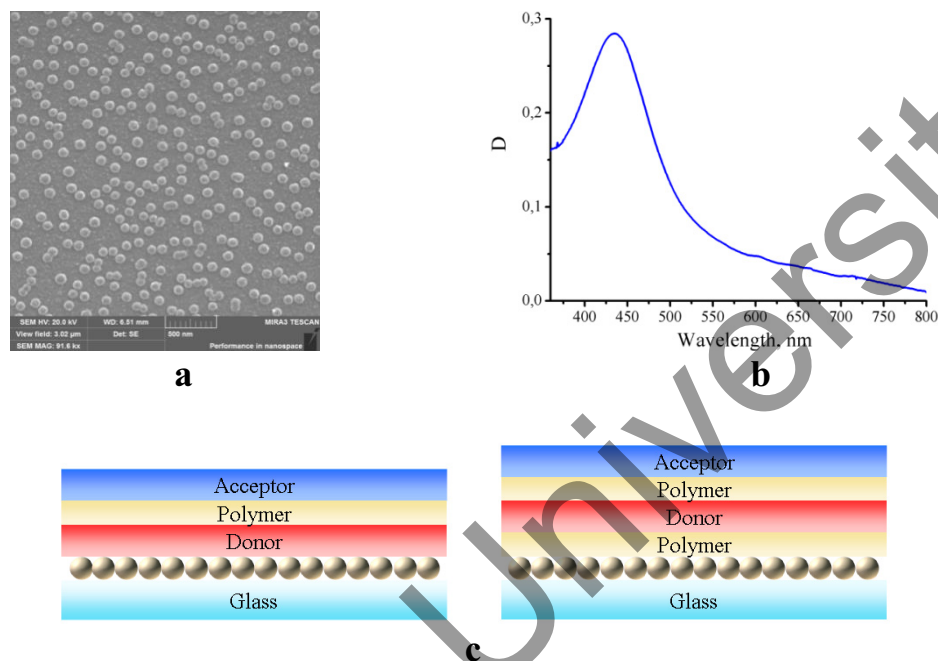 SEM HV: 20.0 kV WD: 6.51 mm MIRA3 TESCAN
View field: 3.02 µm Det: SE 500 nm
SEM MAG: 91.6 kx Performance in nanospace
a
0,3
0,2
0,1
0,0
D
400 450 500 550 600 650 700 750 800
Wavelength, nm
b
Acceptor
Polymer
Donor
Glass
Acceptor
Polymer
Donor
Polymer
Glass
c
Universit